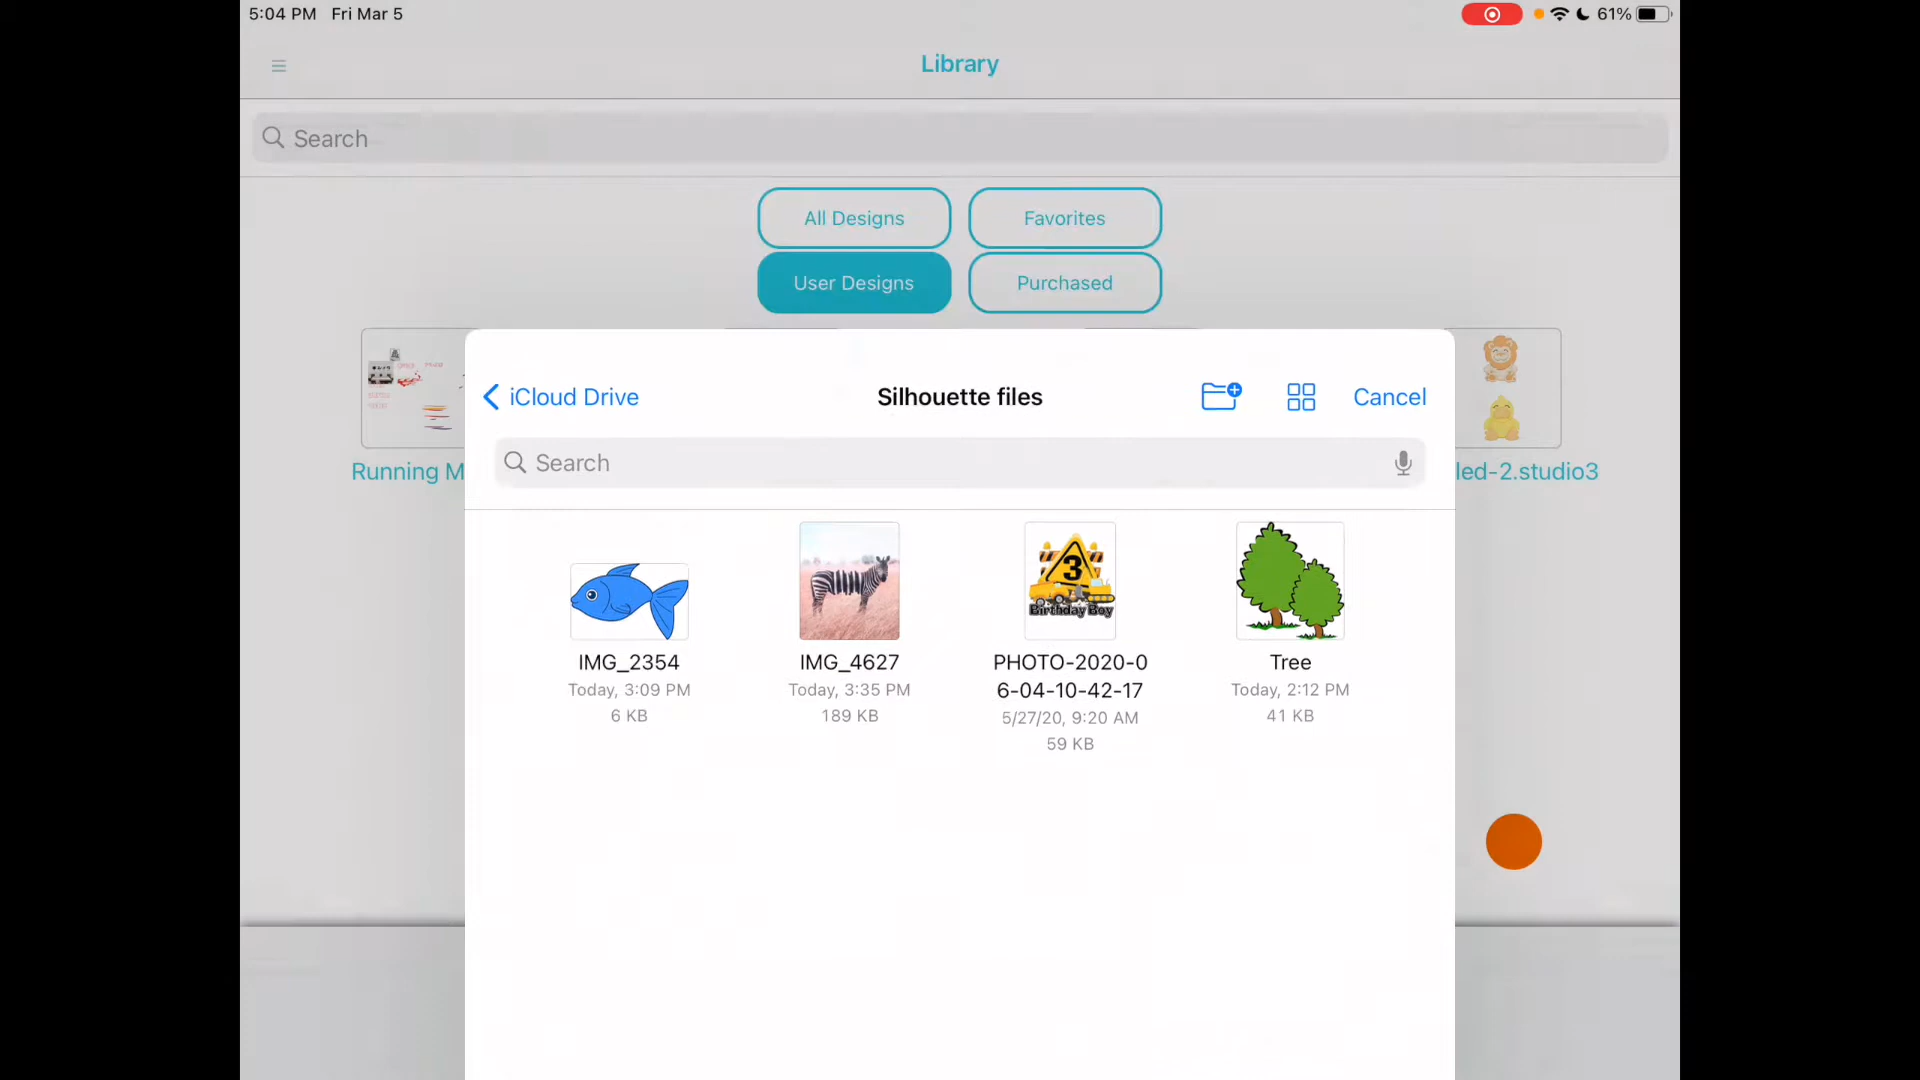 5:04 PM Fri Mar 5
61%
Library
Search
All Designs
Favorites
User Designs
Purchased
iCloud Drive
Silhouette files
Cancel
Search
Running M
led-2.studio3
3
Birthday Boy
IMG_2354
Today, 3:09 PM
6 KB
IMG_4627
Today, 3:35 PM
189 KB
PHOTO-2020-0
6-04-10-42-17
5/27/20, 9:20 AM
59 KB
Tree
Today, 2:12 PM
41 KB